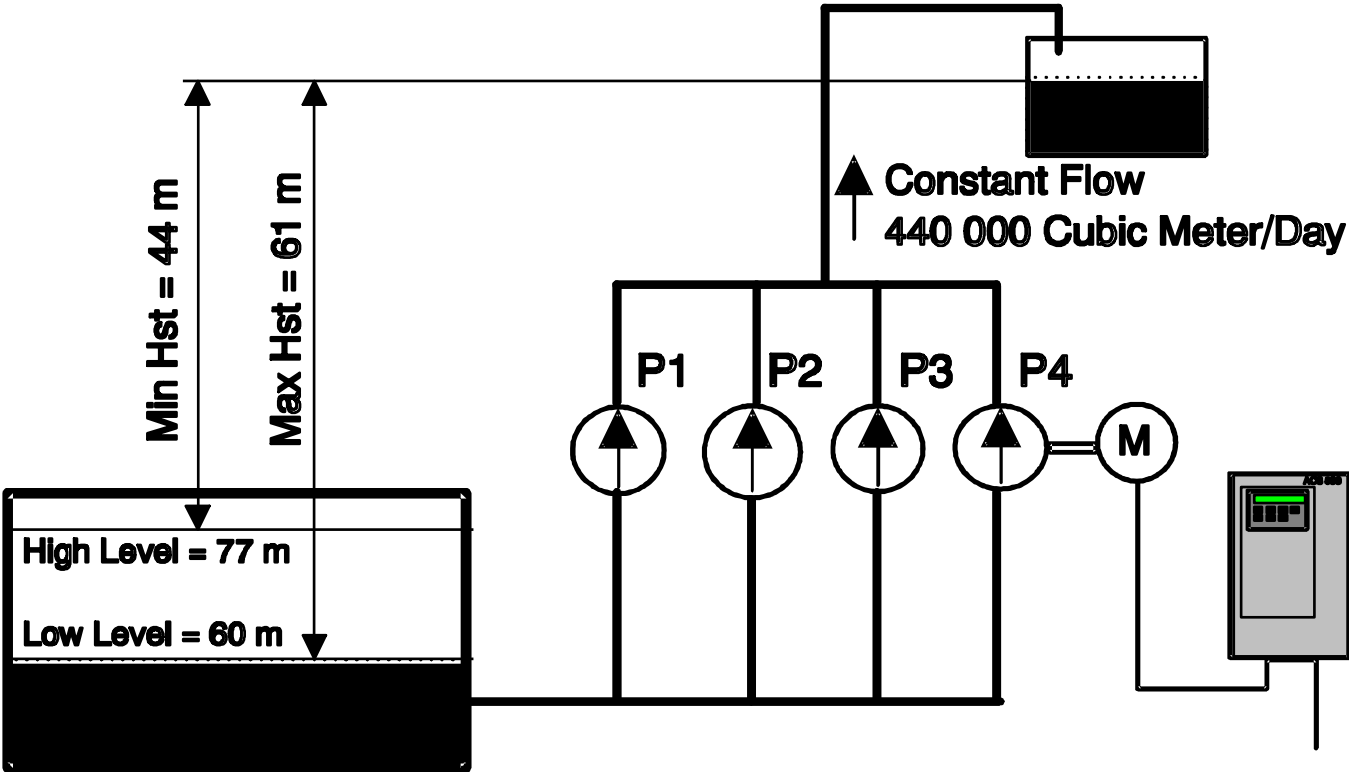 Min Hst = 44 m
Max Hst = 61 m
Constant Flow
440 000 Cubic Meter/Day
P1
P2
P3
P4
M
High Level = 77 m
Low Level = 60 m